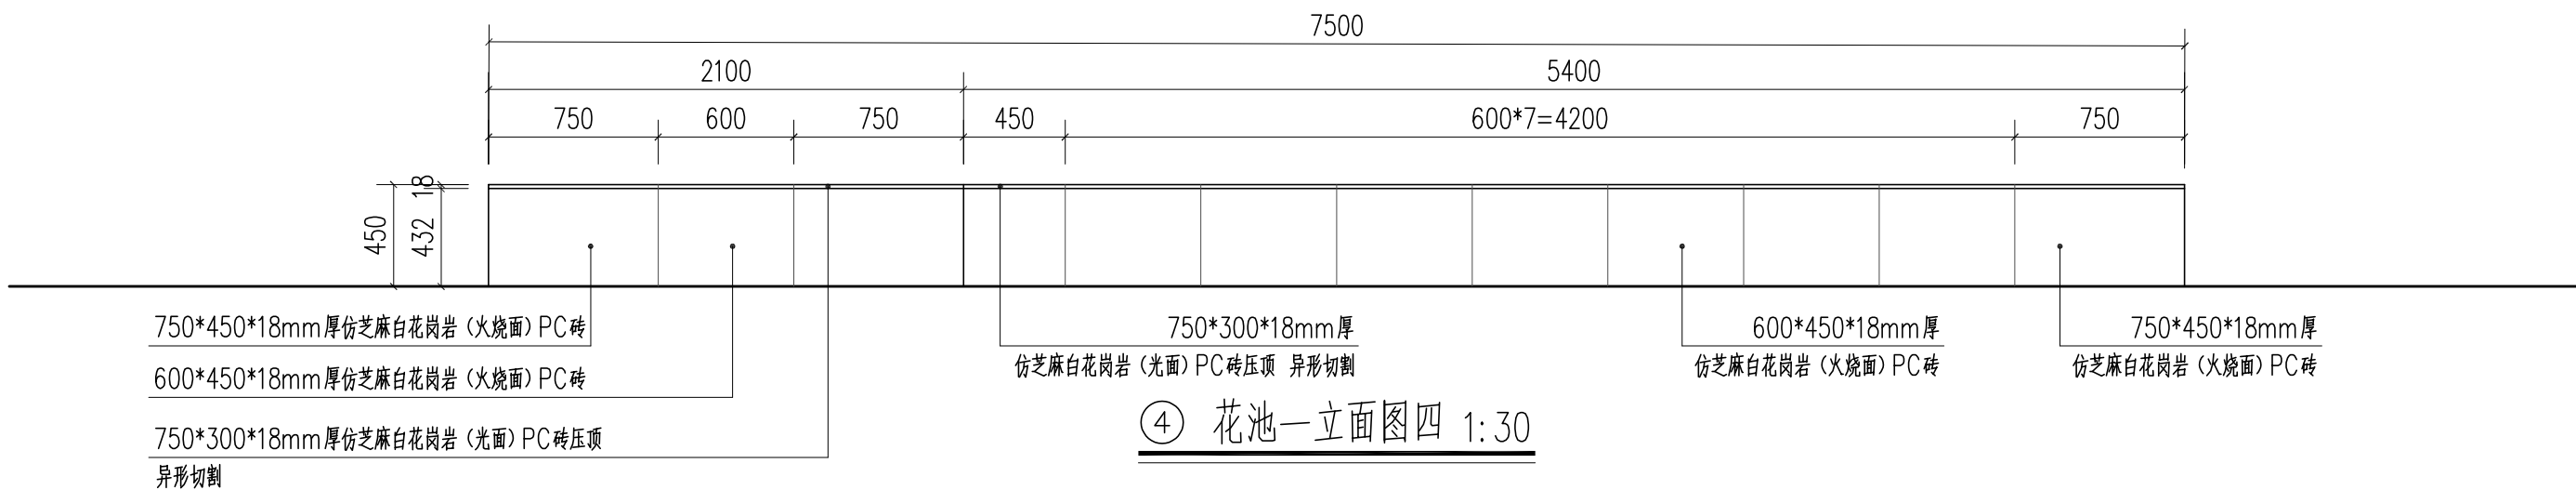 7500
2100
5400
750
600
750
450
600*7=4200
750
18
450
432
750*450*18mm厚仿芝麻白花岗岩（火烧面）PC砖
600*450*18mm厚仿芝麻白花岗岩（火烧面）PC砖
750*300*18mm厚仿芝麻白花岗岩（光面）PC砖压顶
异形切割
750*300*18mm厚
仿芝麻白花岗岩（光面）PC砖压顶 异形切割
600*450*18mm厚
仿芝麻白花岗岩（火烧面）PC砖
750*450*18mm厚
仿芝麻白花岗岩（火烧面）PC砖
4 花池一立面图四 1:30